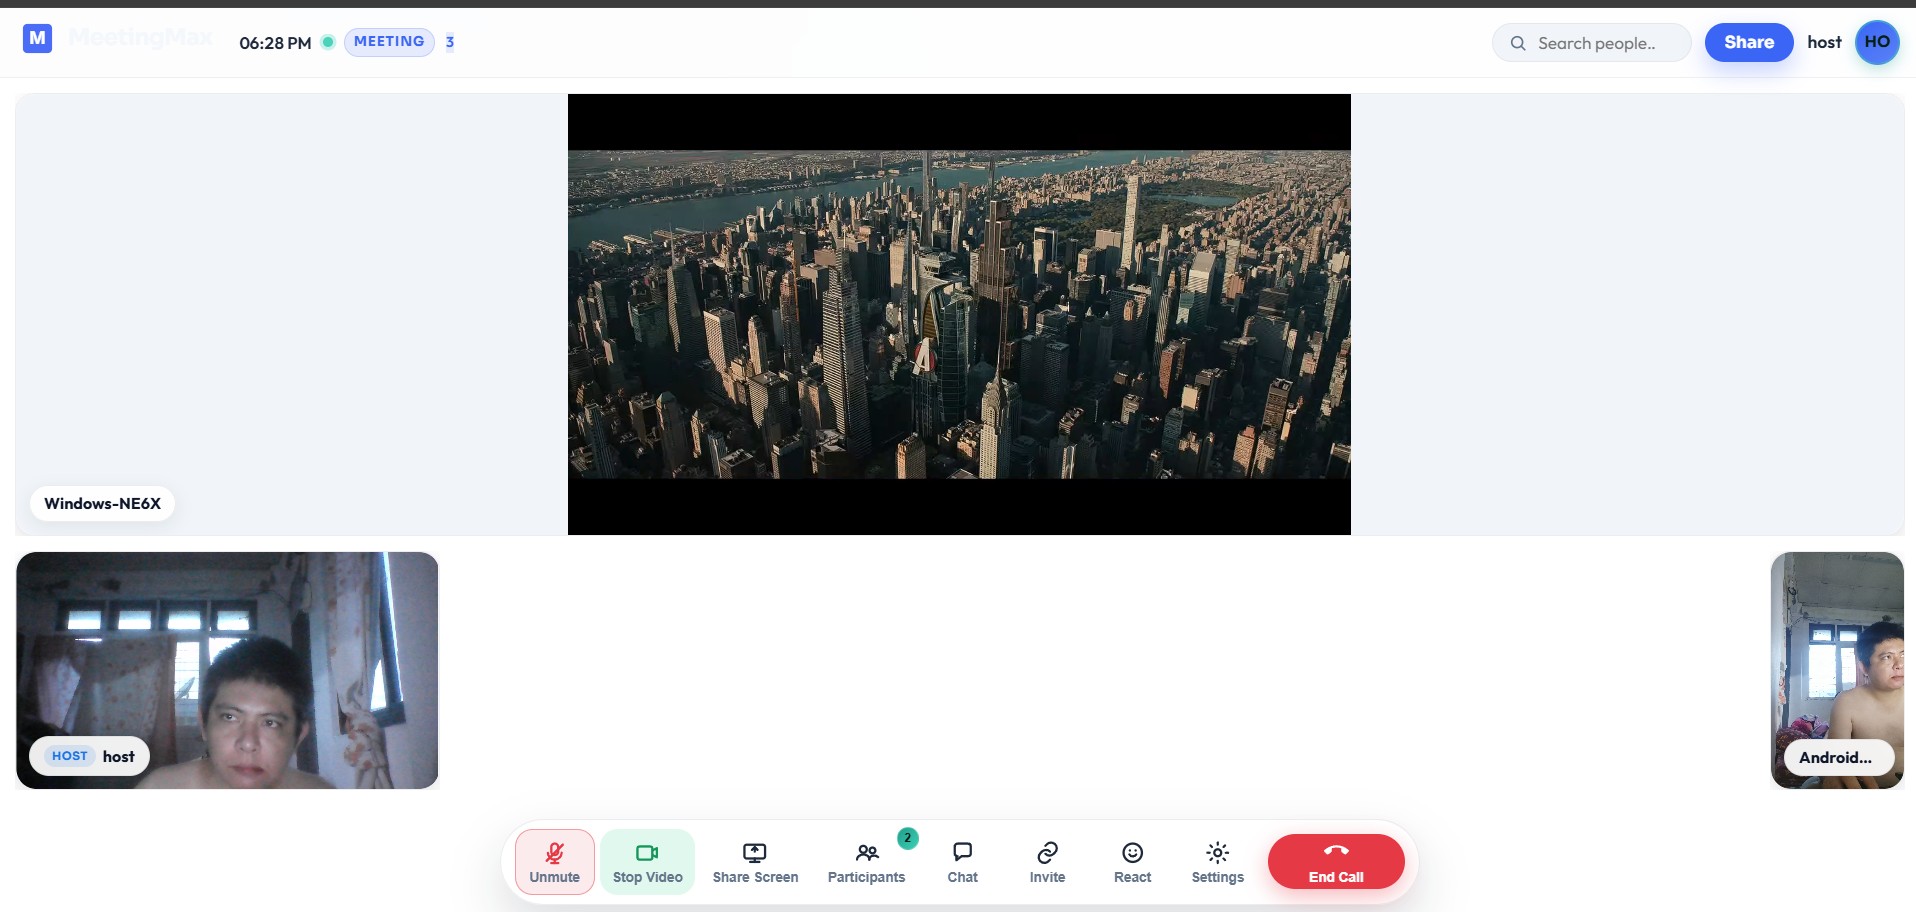 M MeetingMax 06:28 PM MEETING 3 Search people.. Share host HO
A
Windows-NE6X
HOST host
Android...
2
Unmute Stop Video Share Screen Participants Chat Invite React Settings End Call